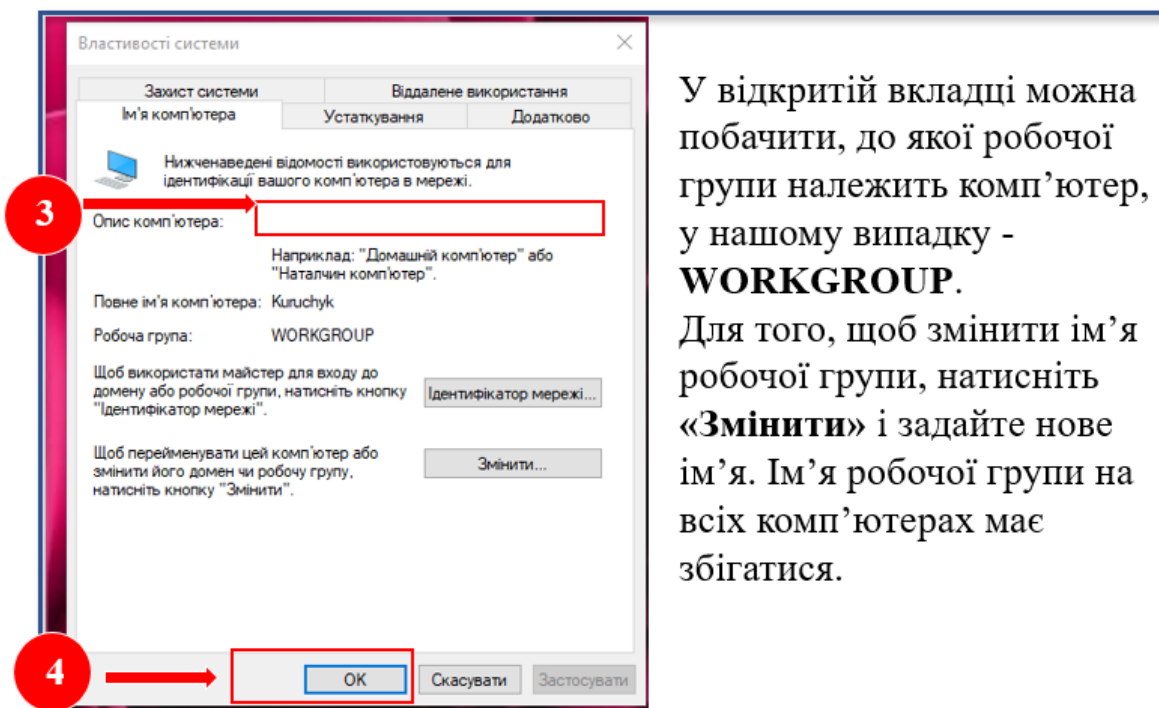 Властивості системи
Захист системи
Віддалене використання
Ім'я комп'ютера
Устаткування
Додатково
Нижченаведені відомості використовуються для
ідентифікації вашого комп'ютера в мережі.
3
Опис комп'ютера:
Наприклад: "Домашній комп'ютер" або
"Наталчин комп'ютер".
Повне ім'я комп'ютера: Kuruchyk
Робоча група: WORKGROUP
Щоб використати майстер для входу до
домену або робочої групи, натисніть кнопку
"Ідентифікатор мережі".
Ідентифікатор мережі...
Щоб перейменувати цей комп'ютер або
змінити його домен чи робочу групу,
натисніть кнопку "Змінити".
Змінити...
4
OK
Скасувати
Застосувати
У відкритій вкладці можна
побачити, до якої робочої
групи належить комп’ютер,
у нашому випадку -
WORKGROUP.
Для того, щоб змінити ім’я
робочої групи, натисніть
«Змінити» і задайте нове
ім’я. Ім’я робочої групи на
всіх комп’ютерах має
збігатися.